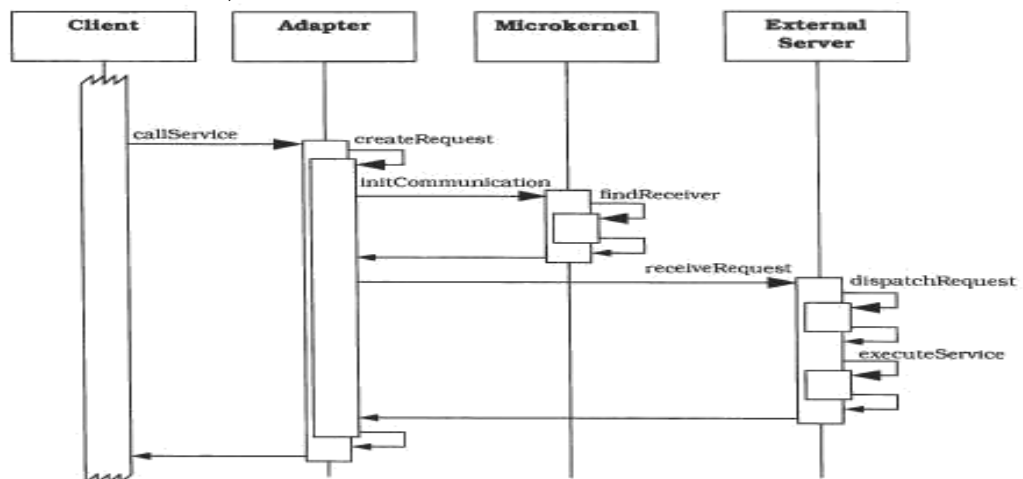 Client
Adapter
Microkernel
External
Server
callService
createRequest
initCommunication
findReceiver
receiveRequest
dispatchRequest
executeService